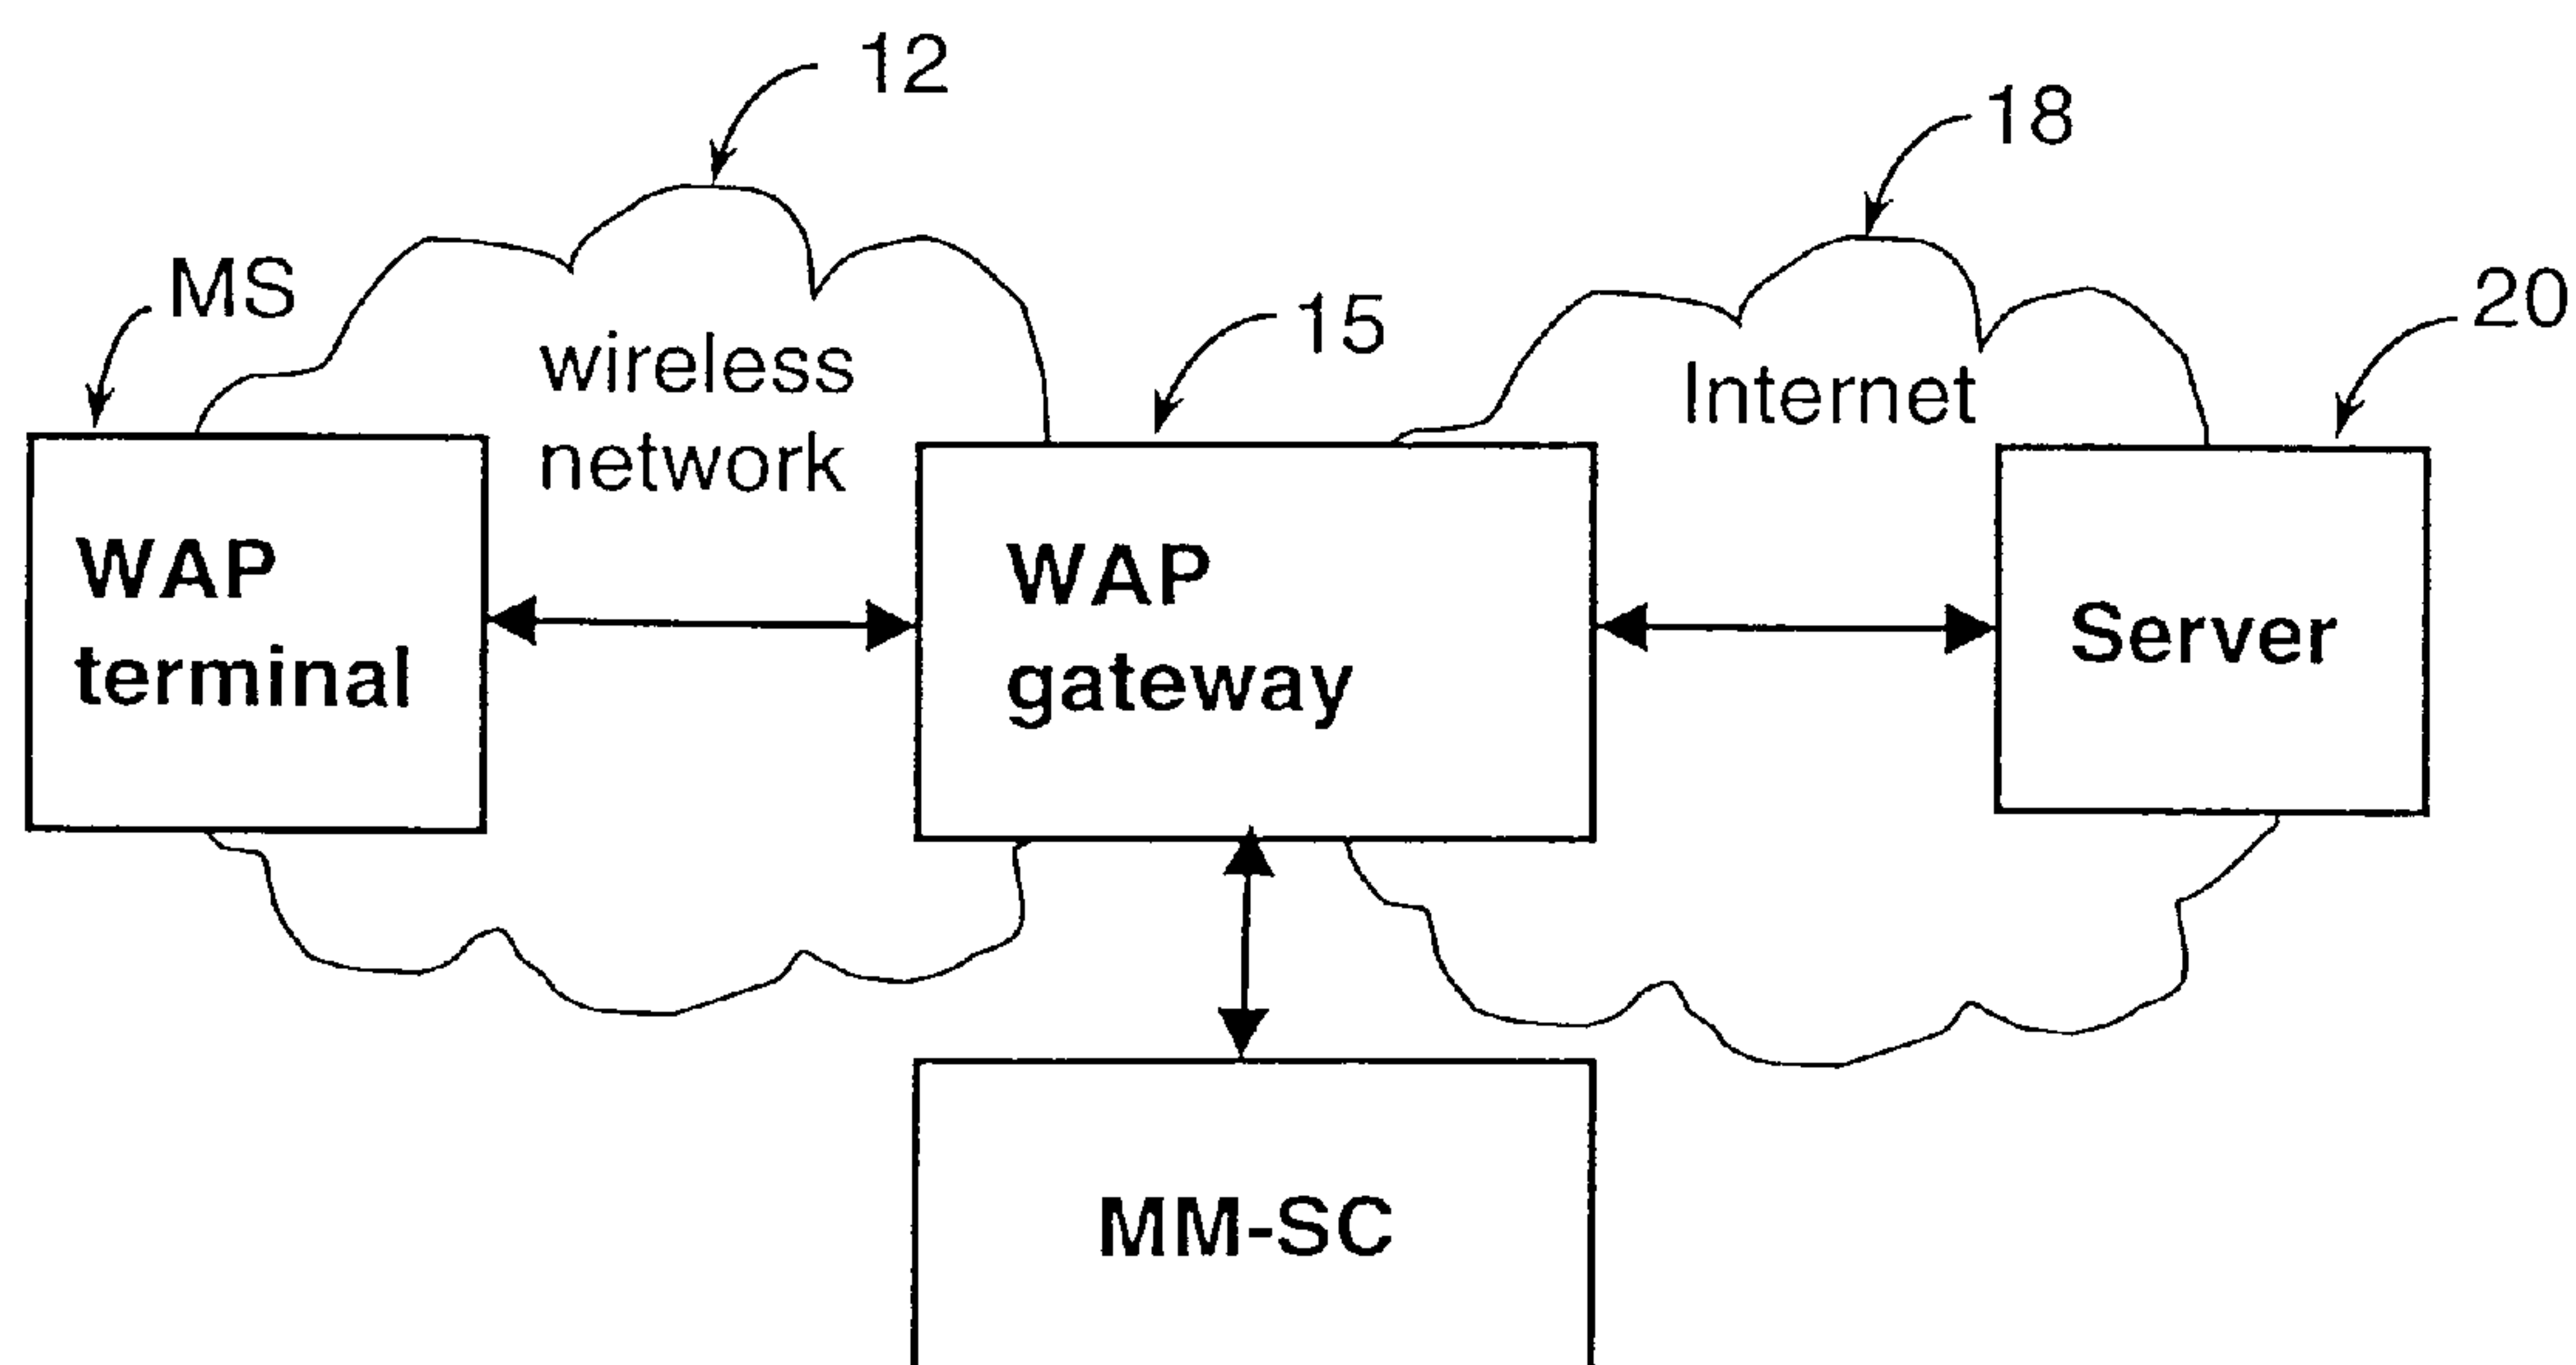 12
18
MS
20
15
wireless
network
Internet
WAP
terminal
WAP
gateway
Server
MM-SC